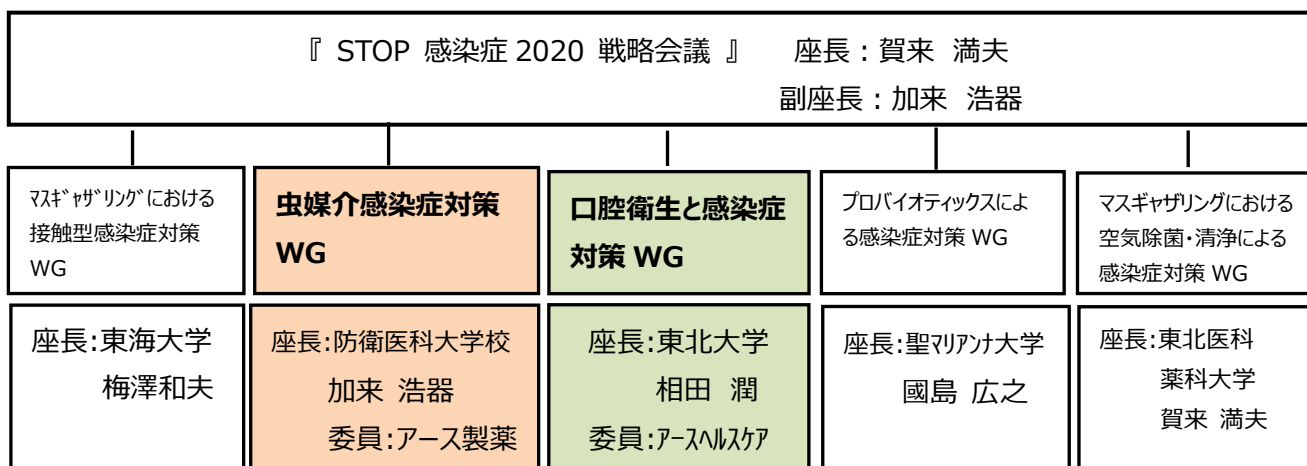 『 STOP 感染症 2020 戦略会議 』 座長：賀来 満夫
副座長：加来 浩器
ﾏｽｷﾞｬｻﾞﾘﾝｸﾞにおける
接触型感染症対策
WG
虫媒介感染症対策
WG
口腔衛生と感染症
対策 WG
プロバイオティックスによ
る感染症対策 WG
マスギャザリングにおける
空気除菌・清浄による
感染症対策 WG
座長:東海大学
梅澤和夫
座長:防衛医科大学校
加来 浩器
委員:アース製薬
座長:東北大学
相田 潤
委員:ｱｰｽﾍﾙｽｹｱ
座長:聖ﾏﾘｱﾝﾅ大学
國島 広之
座長:東北医科
薬科大学
賀来 満夫